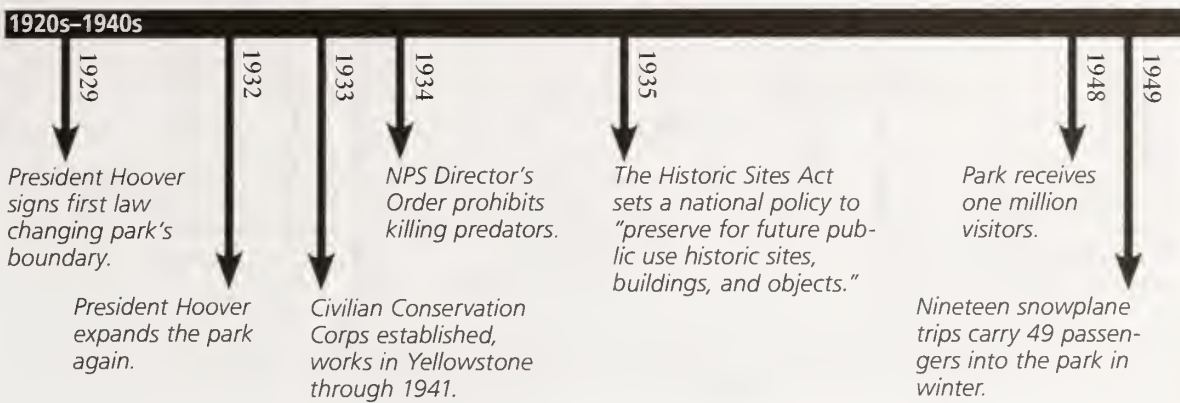 1920s–1940s
1929
1932
1933
1934
1935
1948
1949
President Hoover
signs first law
changing park's
boundary.
President Hoover
expands the park
again.
Civilian Conservation
Corps established,
works in Yellowstone
through 1941.
NPS Director's
Order prohibits
killing predators.
The Historic Sites Act
sets a national policy to
"preserve for future pub-
lic use historic sites,
buildings, and objects."
Park receives
one million
visitors.
Nineteen snowplane
trips carry 49 passen-
gers into the park in
winter.